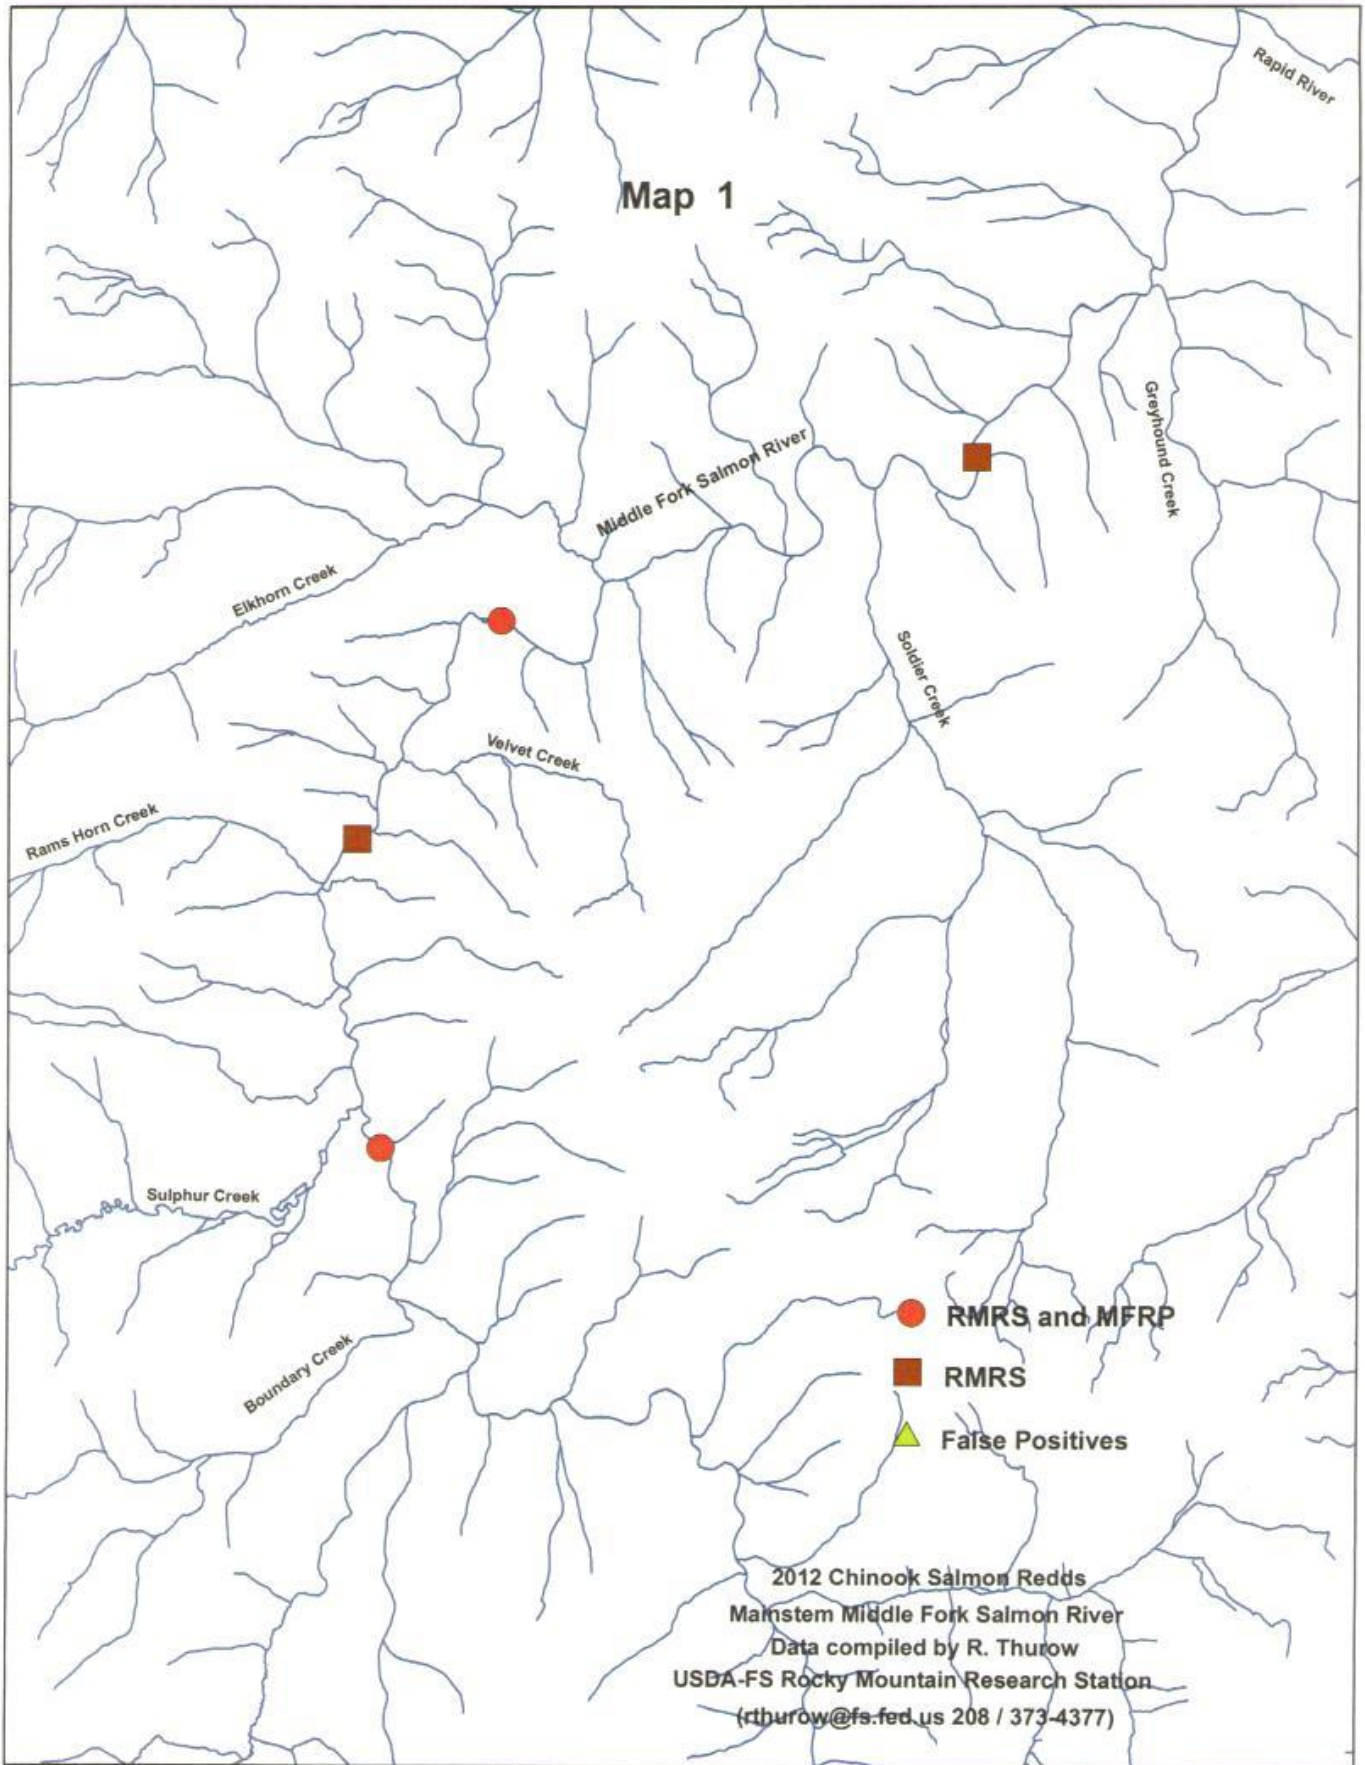 Rapid River
Map 1
Greyhound Creek
Middle Fork Salmon River
Elkhorn Creek
Soldier Creek
Velvet Creek
Rams Horn Creek
Sulphur Creek
Boundary Creek
RMRS and MFRP
RMRS
False Positives
2012 Chinook Salmon Redds
Mainstem Middle Fork Salmon River
Data compiled by R. Thurow
USDA-FS Rocky Mountain Research Station
(rthurow@fs.fed.us 208 / 373-4377)